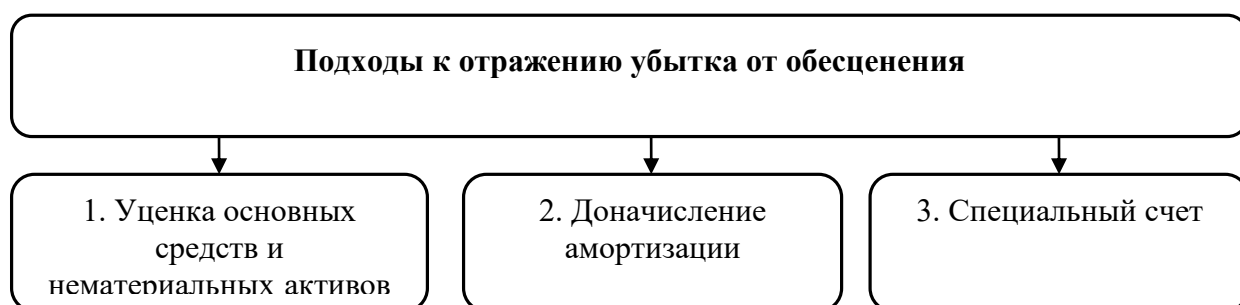 Подходы к отражению убытка от обесценения
1. Уценка основных
средств и
нематериальных активов
2. Доначисление
амортизации
3. Специальный счет